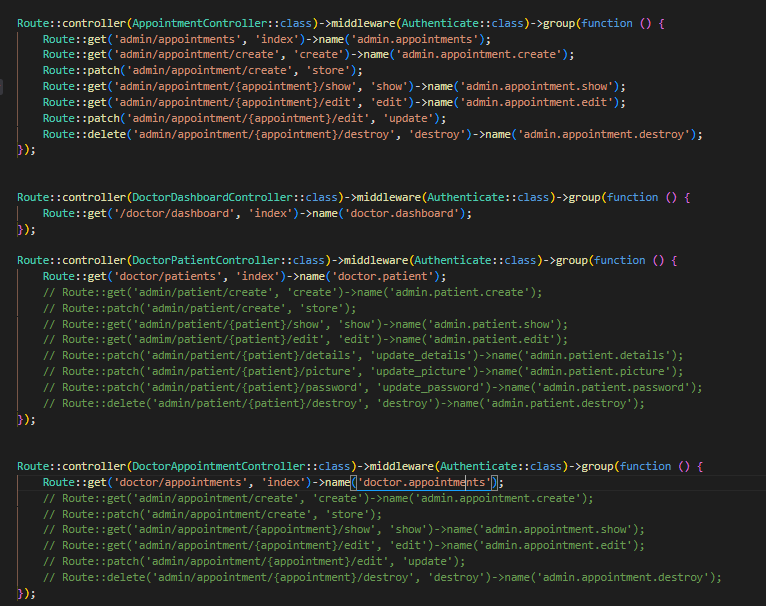 Route::controller(AppointmentController::class)->middleware(Authenticate::class)->group(function () {
    Route::get('admin/appointments', 'index')->name('admin.appointments');
    Route::get('admin/appointment/create', 'create')->name('admin.appointment.create');
    Route::patch('admin/appointment/create', 'store');
    Route::get('admin/appointment/{appointment}/show', 'show')->name('admin.appointment.show');
    Route::get('admin/appointment/{appointment}/edit', 'edit')->name('admin.appointment.edit');
    Route::patch('admin/appointment/{appointment}/edit', 'update');
    Route::delete('admin/appointment/{appointment}/destroy', 'destroy')->name('admin.appointment.destroy');
});
Route::controller(DoctorDashboardController::class)->middleware(Authenticate::class)->group(function () {
    Route::get('/doctor/dashboard', 'index')->name('doctor.dashboard');
});
Route::controller(DoctorPatientController::class)->middleware(Authenticate::class)->group(function () {
    Route::get('doctor/patients', 'index')->name('doctor.patient');
    // Route::get('admin/patient/create', 'create')->name('admin.patient.create');
    // Route::patch('admin/patient/create', 'store');
    // Route::get('admin/patient/{patient}/show', 'show')->name('admin.patient.show');
    // Route::get('admim/patient/{patient}/edit', 'edit')->name('admin.patient.edit');
    // Route::patch('admin/patient/{patient}/details', 'update_details')->name('admin.patient.details');
    // Route::patch('admin/patient/{patient}/picture', 'update_picture')->name('admin.patient.picture');
    // Route::patch('admin/patient/{patient}/password', 'update_password')->name('admin.patient.password');
    // Route::delete('admin/patient/{patient}/destroy', 'destroy')->name('admin.patient.destroy');
});
Route::controller(DoctorAppointmentController::class)->middleware(Authenticate::class)->group(function () {
    Route::get('doctor/appointments', 'index')->name('doctor.appointments');
    // Route::get('admin/appointment/create', 'create')->name('admin.appointment.create');
    // Route::patch('admin/appointment/create', 'store');
    // Route::get('admin/appointment/{appointment}/show', 'show')->name('admin.appointment.show');
    // Route::get('admin/appointment/{appointment}/edit', 'edit')->name('admin.appointment.edit');
    // Route::patch('admin/appointment/{appointment}/edit', 'update');
    // Route::delete('admin/appointment/{appointment}/destroy', 'destroy')->name('admin.appointment.destroy');
});